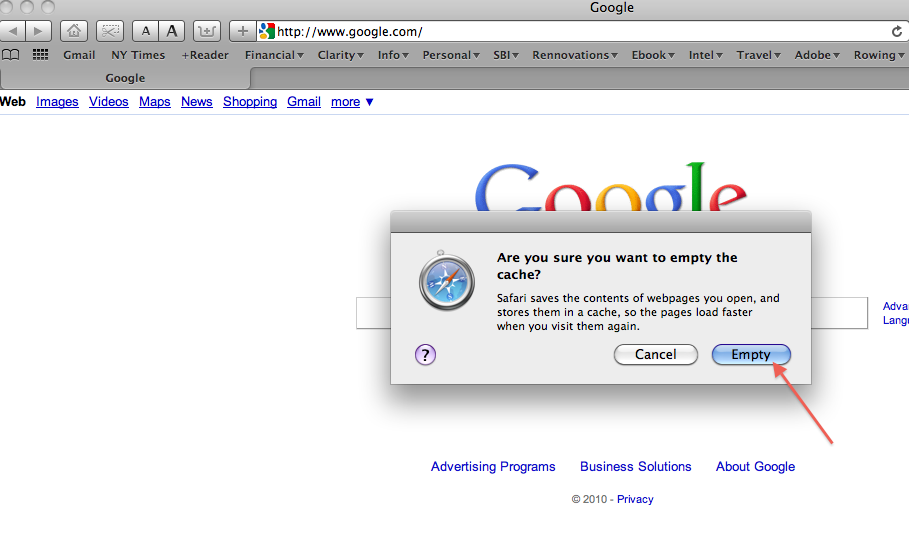 Google
A A + http://www.google.com/
Gmail NY Times +Reader Financial Clarity Info Personal SBI Rennovations Ebook Intel Travel Adobe Rowing
Google
Web Images Videos Maps News Shopping Gmail more
Google
Are you sure you want to empty the
cache?
Safari saves the contents of webpages you open, and
stores them in a cache, so the pages load faster
when you visit them again.
? Cancel Empty
Advertising Programs Business Solutions About Google
© 2010 - Privacy